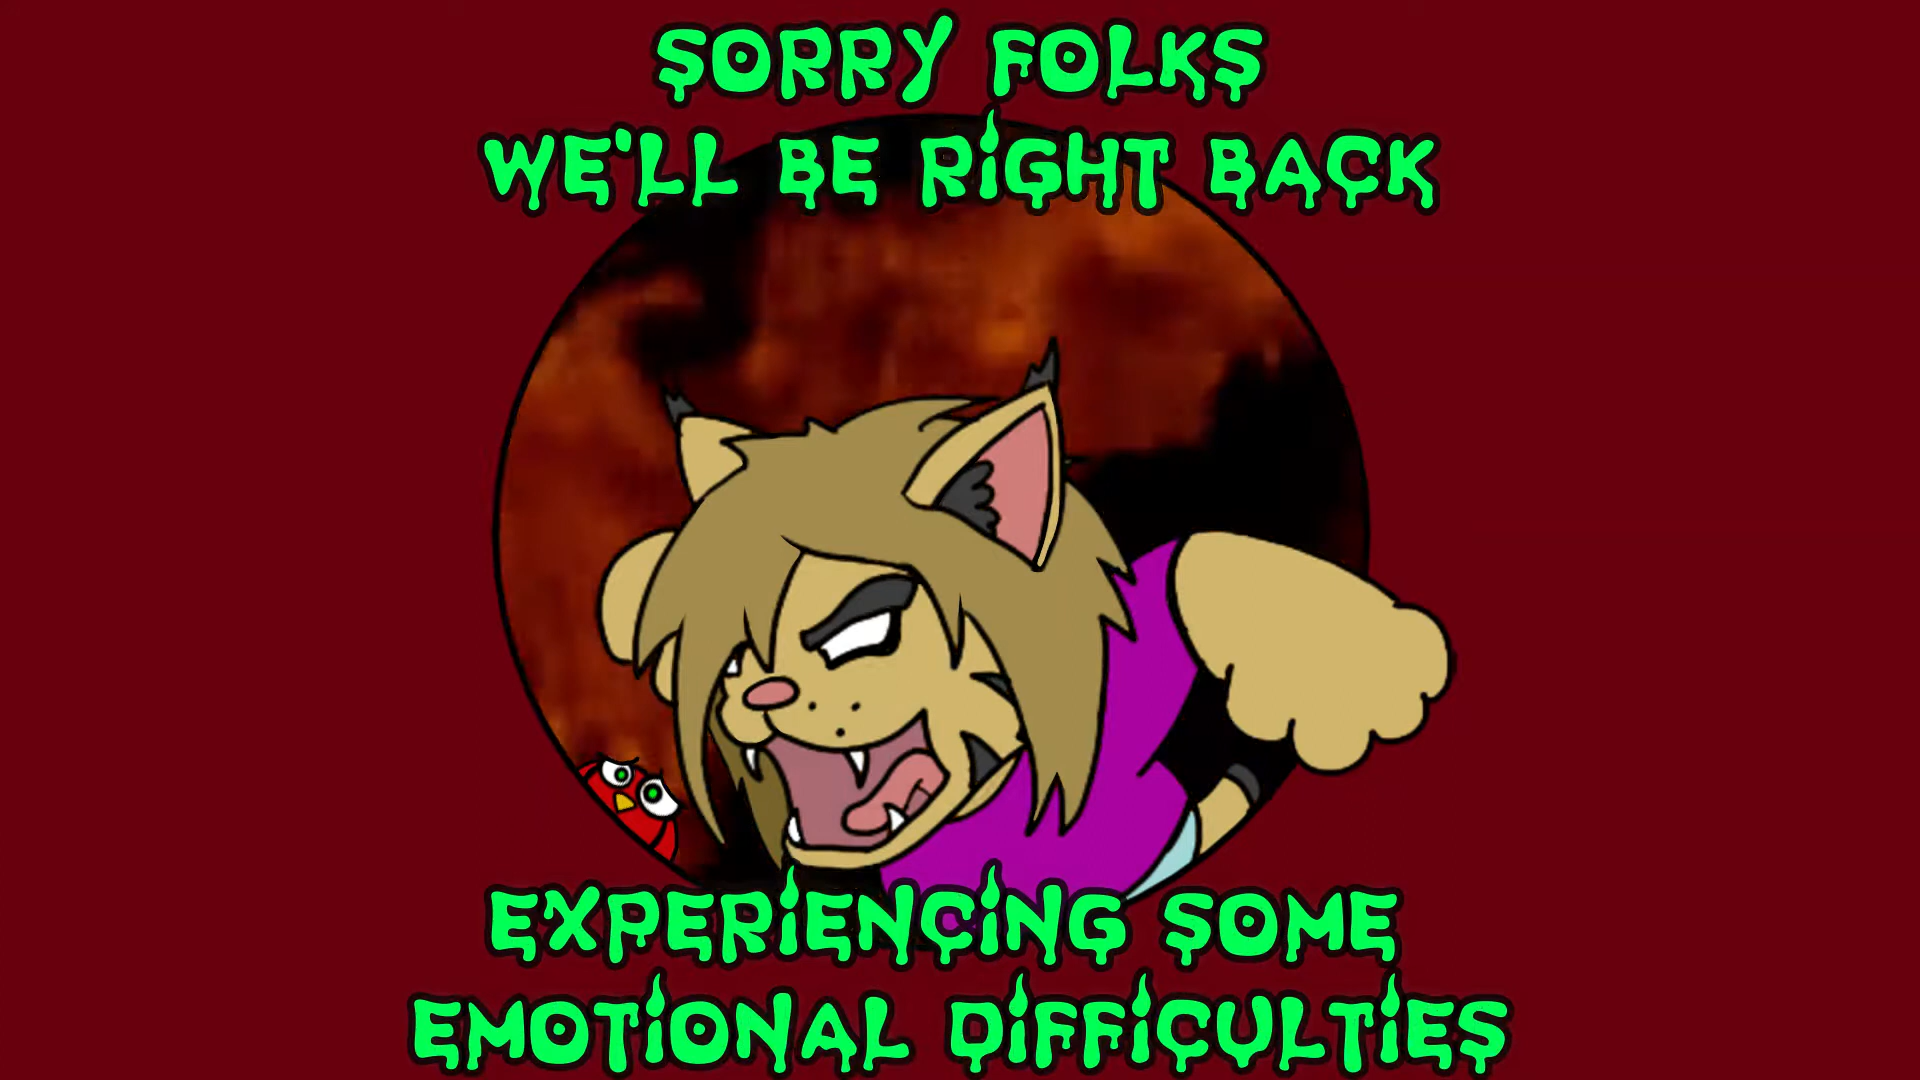 SORRY FOLKS
WE'LL BE RiGHT BACK
EXPERiENCiNG SOME
EMOTiONAL DiFFiCULTiES